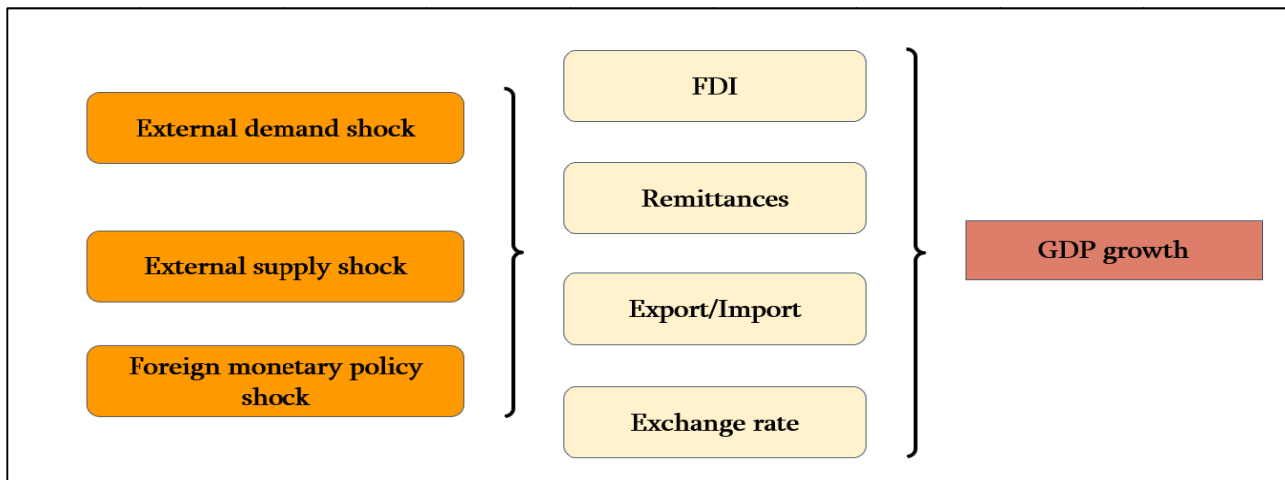 External demand shock
External supply shock
Foreign monetary policy
shock
FDI
Remittances
Export/Import
Exchange rate
GDP growth